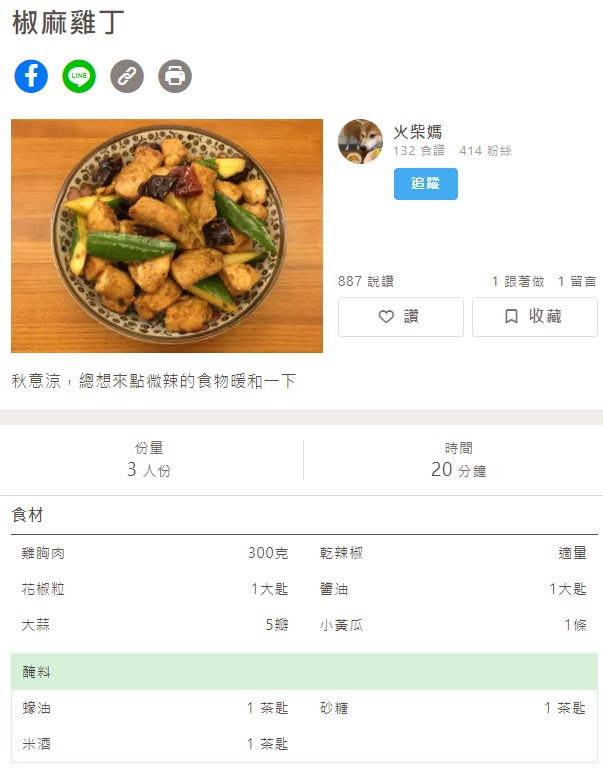 椒麻雞丁
LINE
火柴媽
132 食譜 414 粉絲
追蹤
887 說讚 1 跟著做 1 留言
讚 收藏
秋意涼，總想來點微辣的食物暖和一下
份量 時間
3 人份 20 分鐘
食材
雞胸肉 300克 乾辣椒 適量
花椒粒 1大匙 醬油 1大匙
大蒜 5瓣 小黃瓜 1條
醃料
蠔油 1 茶匙 砂糖 1 茶匙
米酒 1 茶匙